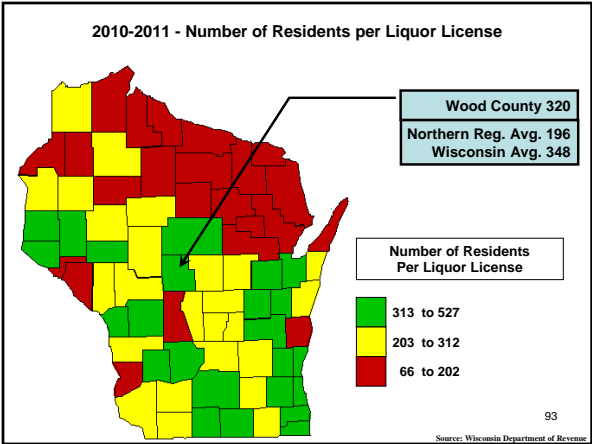 2010-2011 - Number of Residents per Liquor License
Wood County 320
Northern Reg. Avg. 196
Wisconsin Avg. 348
Number of Residents
Per Liquor License
313 to 527
203 to 312
66 to 202
93
Source: Wisconsin Department of Revenue